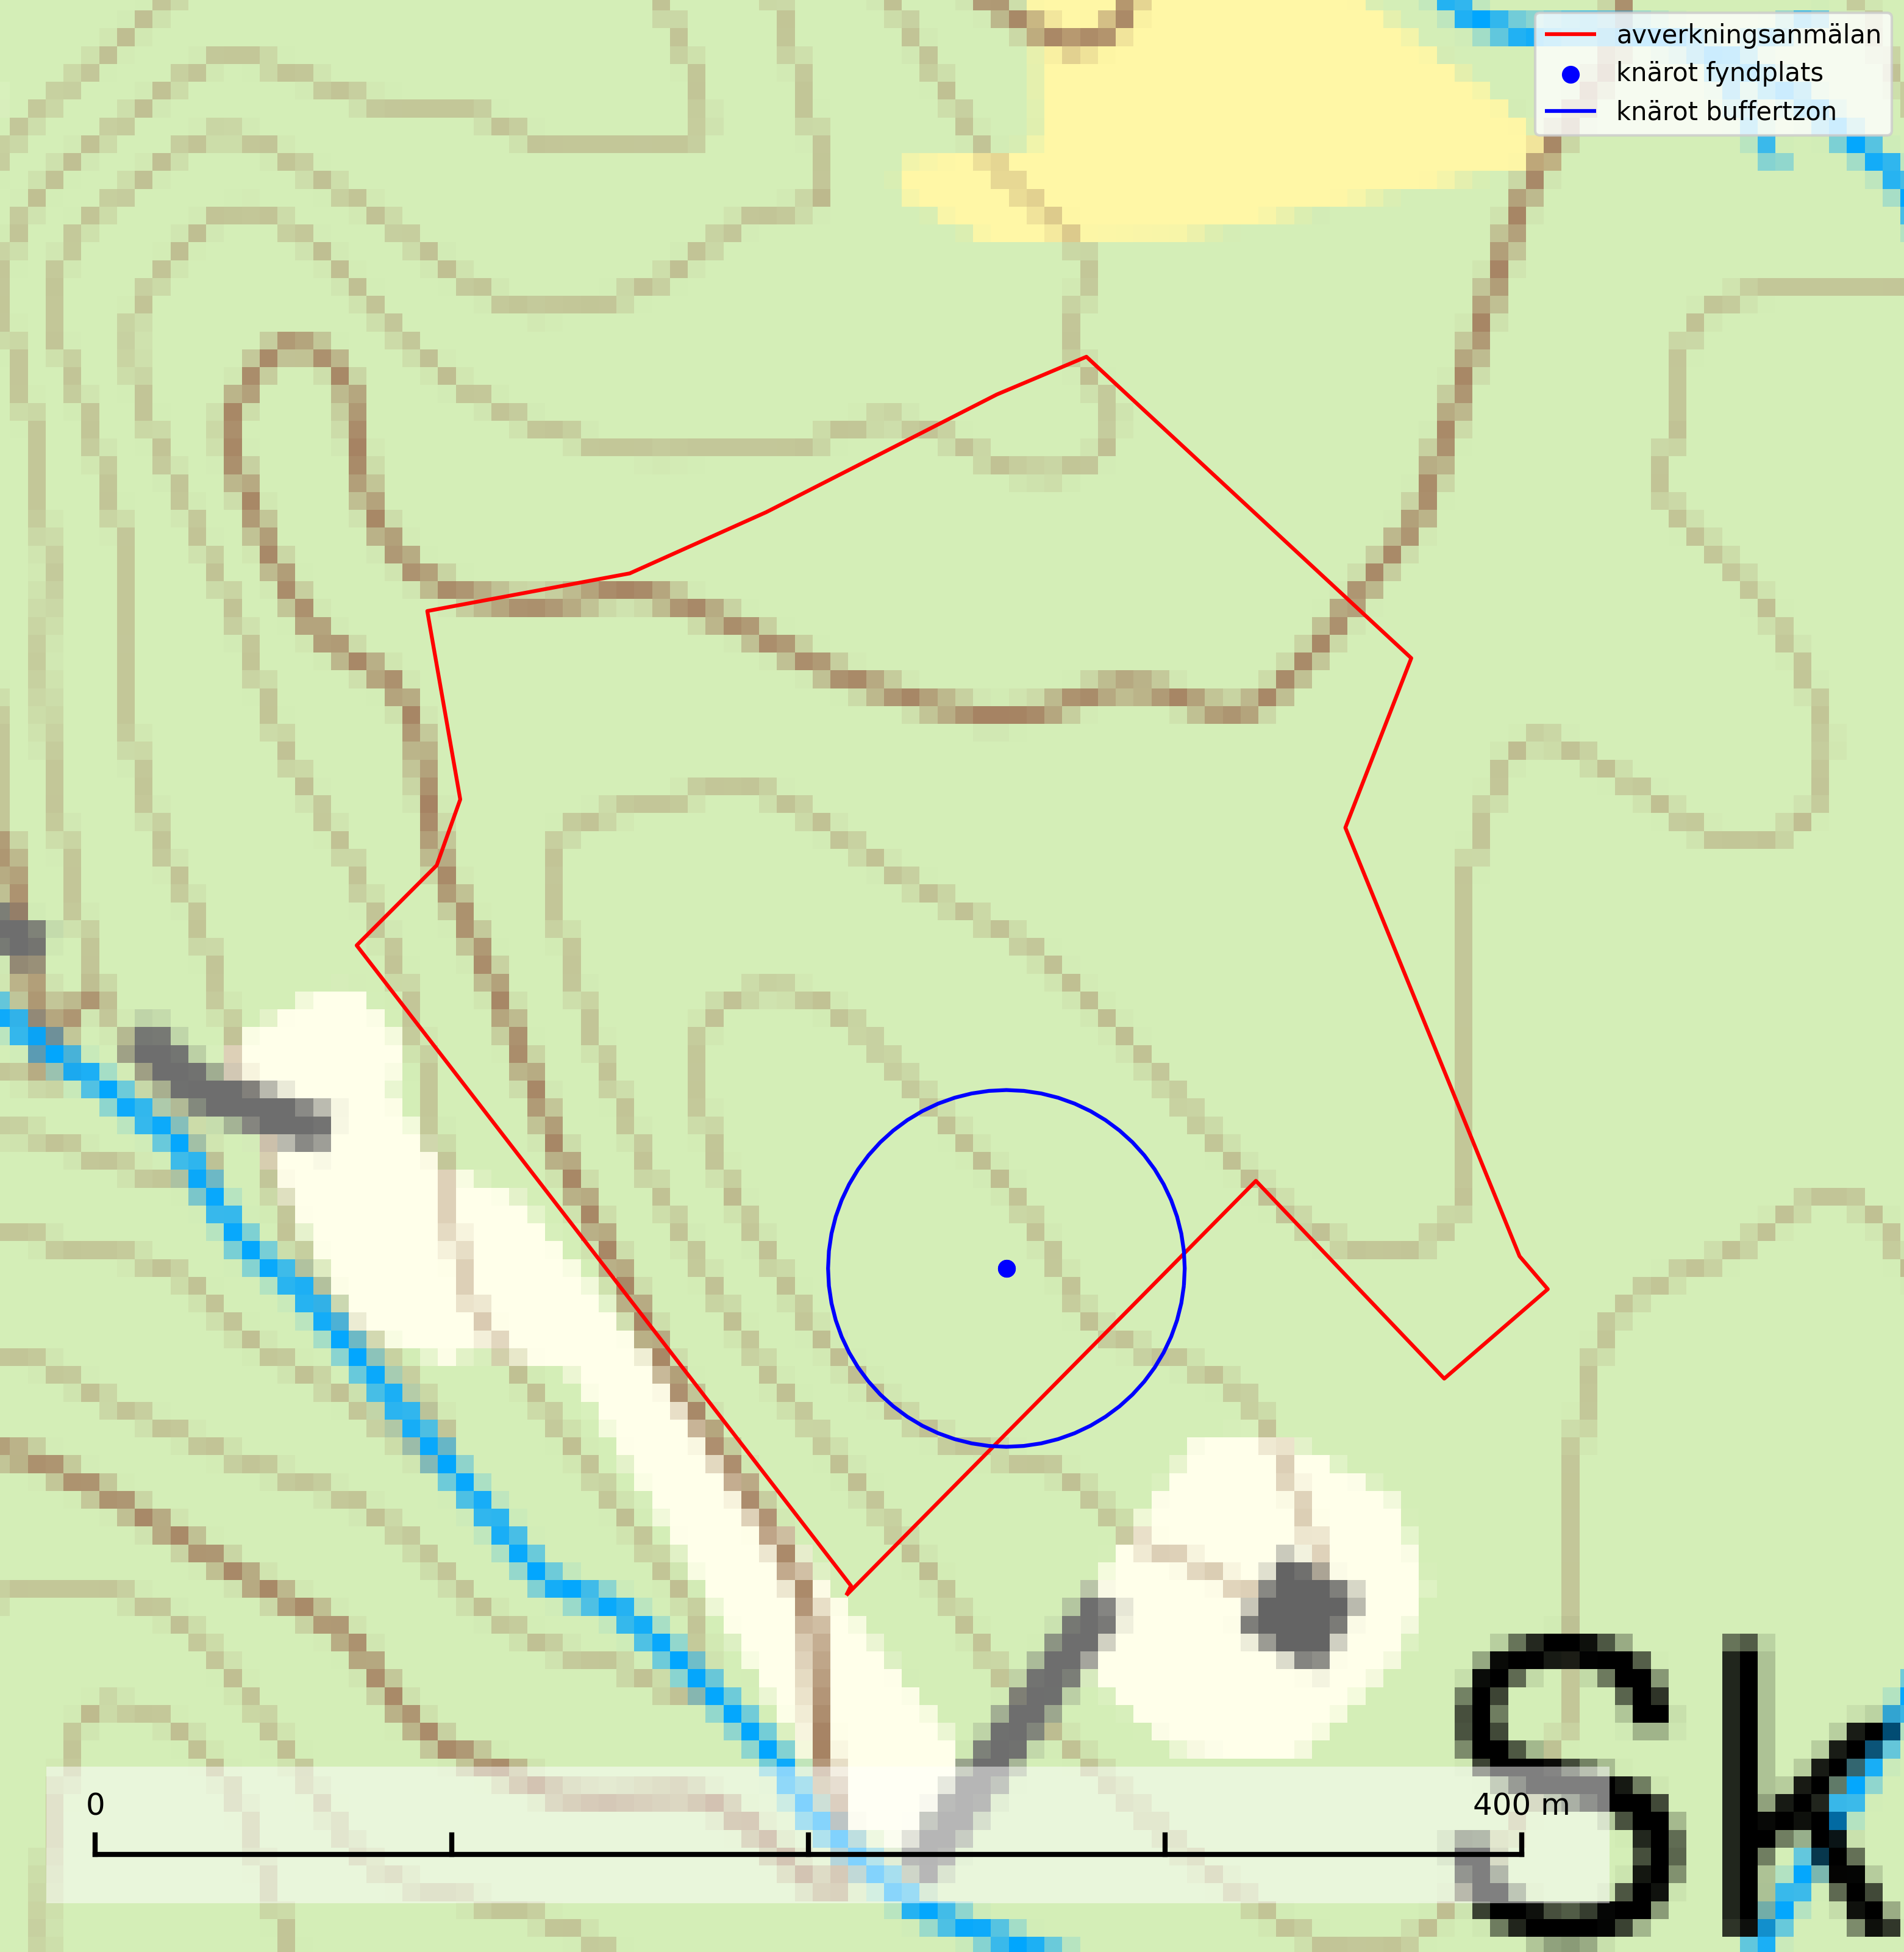 avverkningsanmälan
knärot fyndplats
knärot buffertzon
0
400 m
Sk